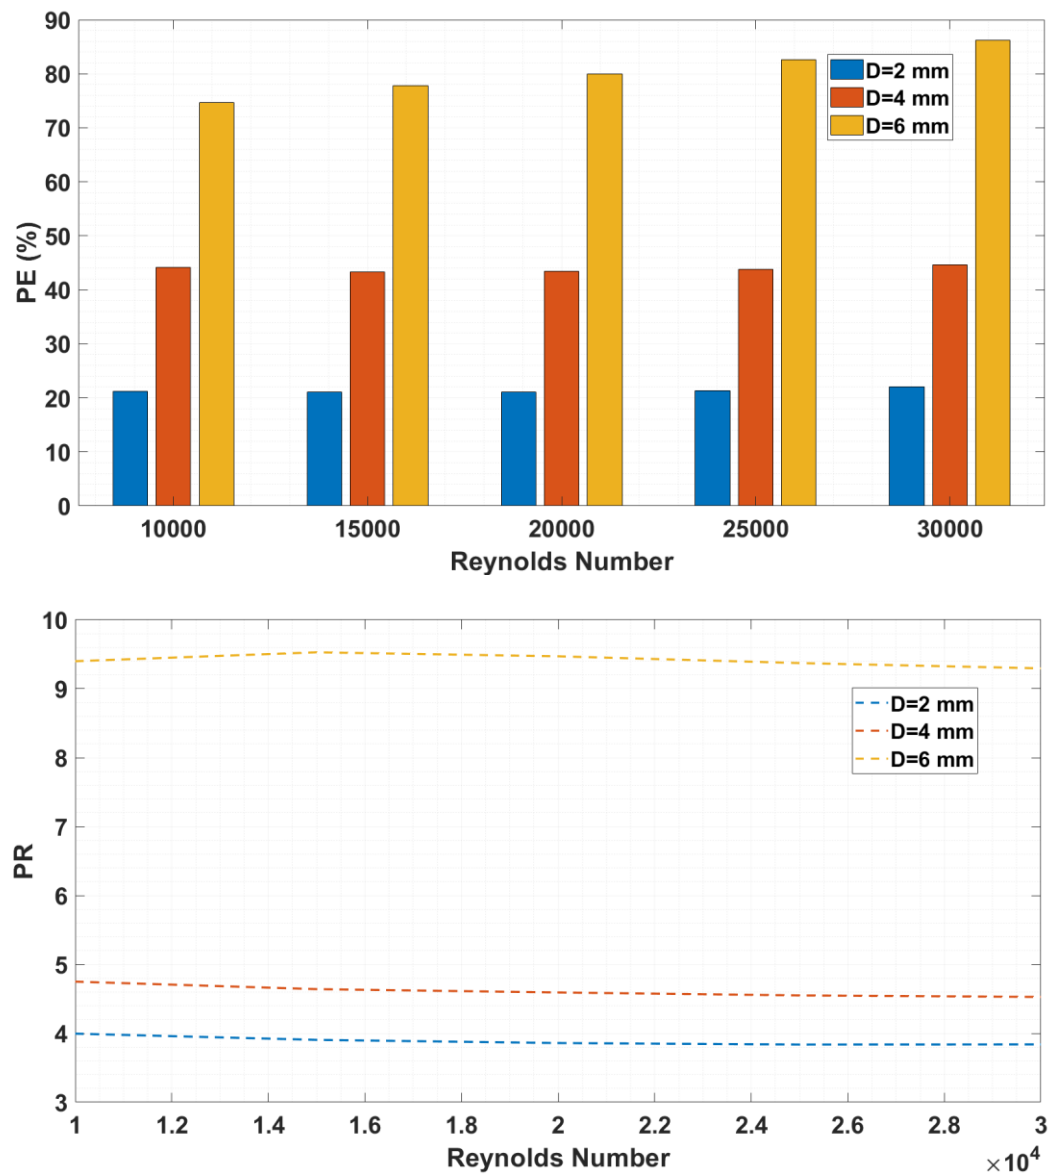 90
80
70
60
50
40
30
20
10
0
PE (%)
D=2 mm
D=4 mm
D=6 mm
10000 15000 20000 25000 30000
Reynolds Number
10
9
8
7
6
5
4
3
PR
D=2 mm
D=4 mm
D=6 mm
1 1.2 1.4 1.6 1.8 2 2.2 2.4 2.6 2.8 3
Reynolds Number
×10⁴